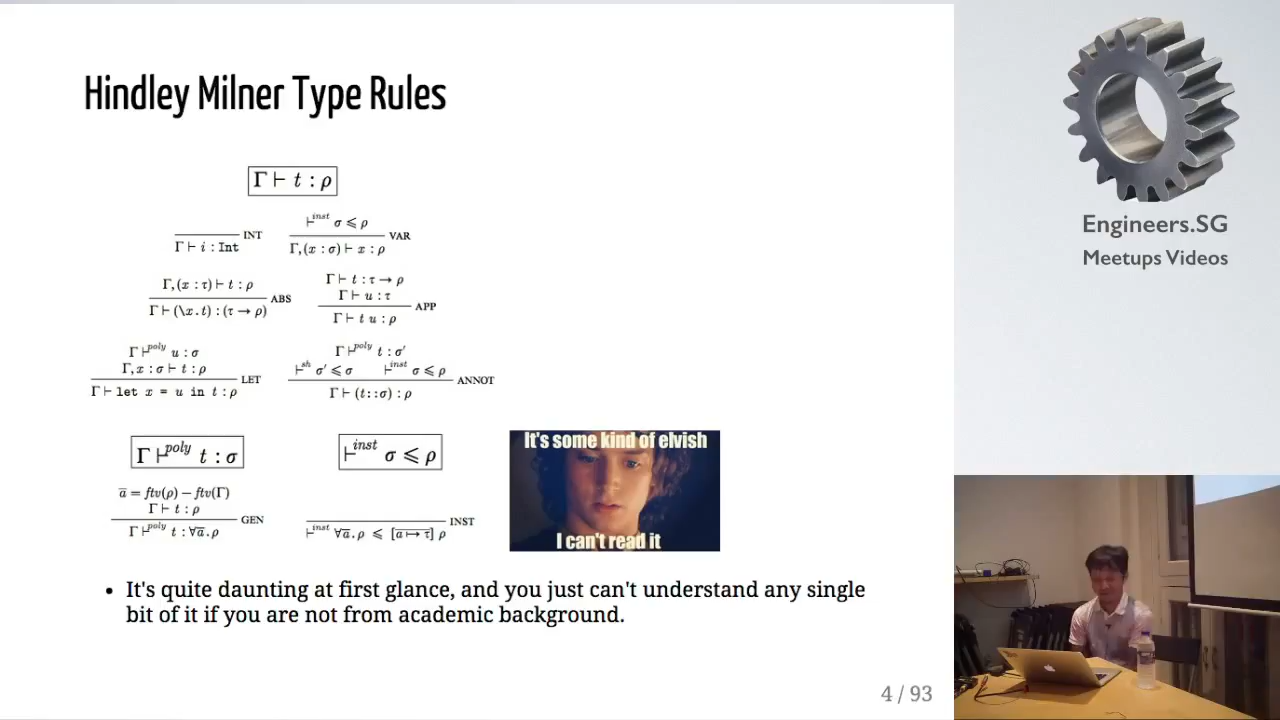 Hindley Milner Type Rules
Γ ⊢ t : ρ
Γ ⊢ i : Int INT
⊢inst σ ⩽ ρ
Γ, (x : σ) ⊢ x : ρ VAR
Γ, (x : τ) ⊢ t : ρ
Γ ⊢ (\x. t) : (τ → ρ) ABS
Γ ⊢ t : τ → ρ
Γ ⊢ u : τ
Γ ⊢ t u : ρ APP
Γ ⊢poly u : σ
Γ, x : σ ⊢ t : ρ
Γ ⊢ let x = u in t : ρ LET
Γ ⊢poly t : σ′
⊢sh σ′ ⩽ σ ⊢inst σ ⩽ ρ
Γ ⊢ (t :: σ) : ρ ANNOT
Γ ⊢poly t : σ
⊢inst σ ⩽ ρ
a̅ = ftv(ρ) − ftv(Γ)
Γ ⊢ t : ρ
Γ ⊢poly t : ∀a̅. ρ GEN
⊢inst ∀a̅. ρ ⩽ [a ↦ τ] ρ INST
It's some kind of elvish
I can't read it
• It's quite daunting at first glance, and you just can't understand any single
bit of it if you are not from academic background.
4 / 93
Engineers.SG
Meetups Videos